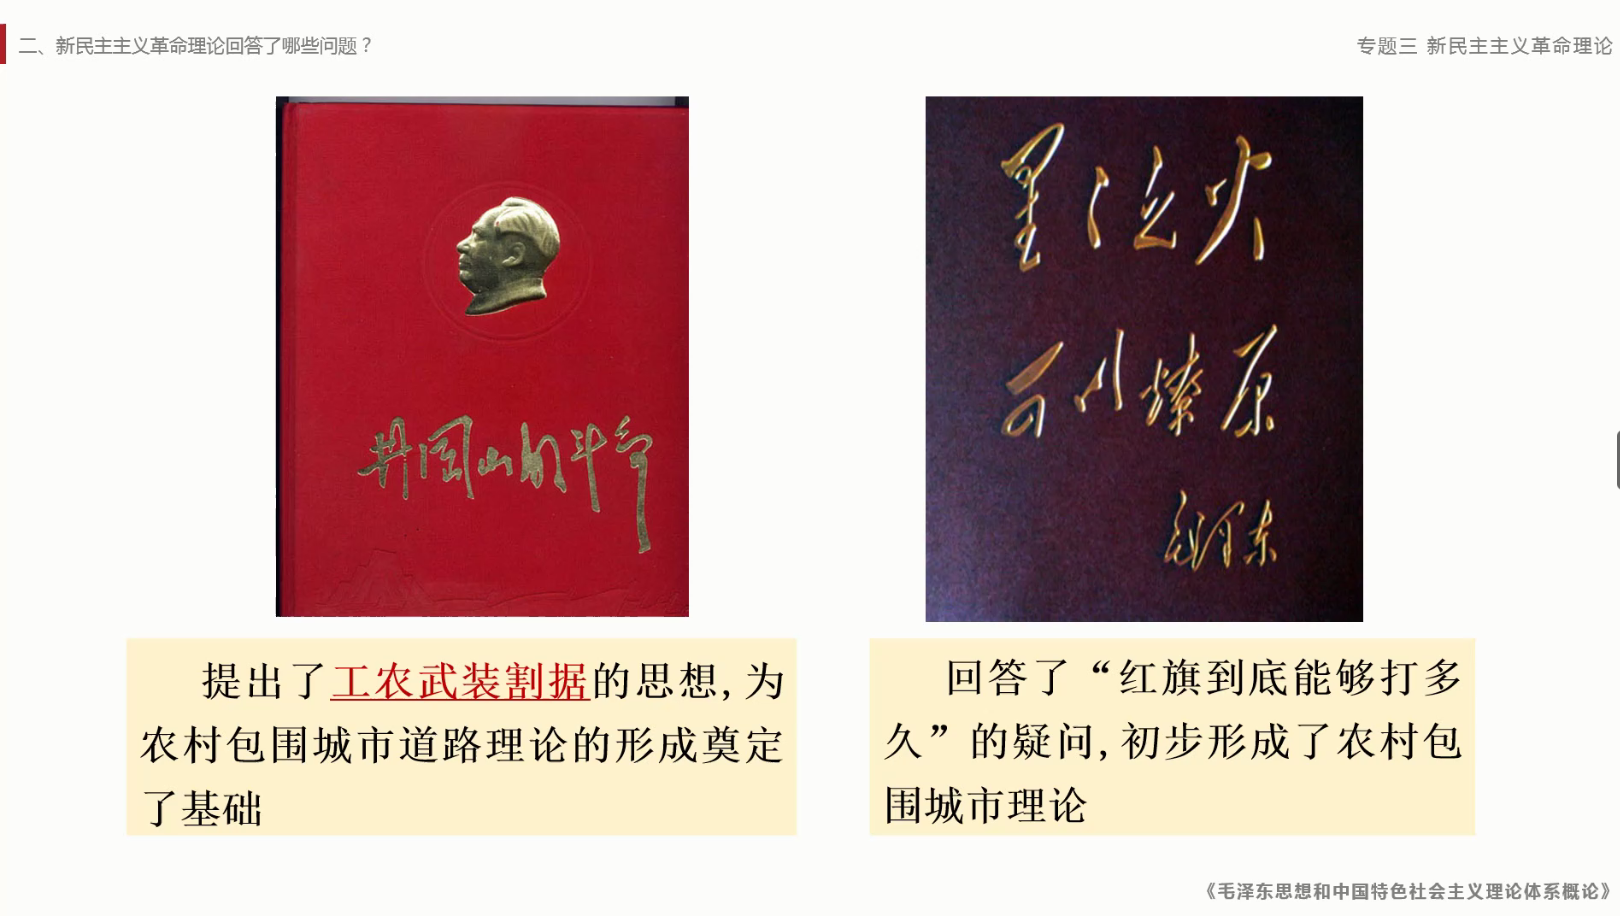 二、新民主主义革命理论回答了哪些问题？
专题三 新民主主义革命理论
井冈山的斗争
星星之火
可以燎原
毛泽东
提出了工农武装割据的思想，为
农村包围城市道路理论的形成奠定
了基础
回答了“红旗到底能够打多
久”的疑问，初步形成了农村包
围城市理论
《毛泽东思想和中国特色社会主义理论体系概论》